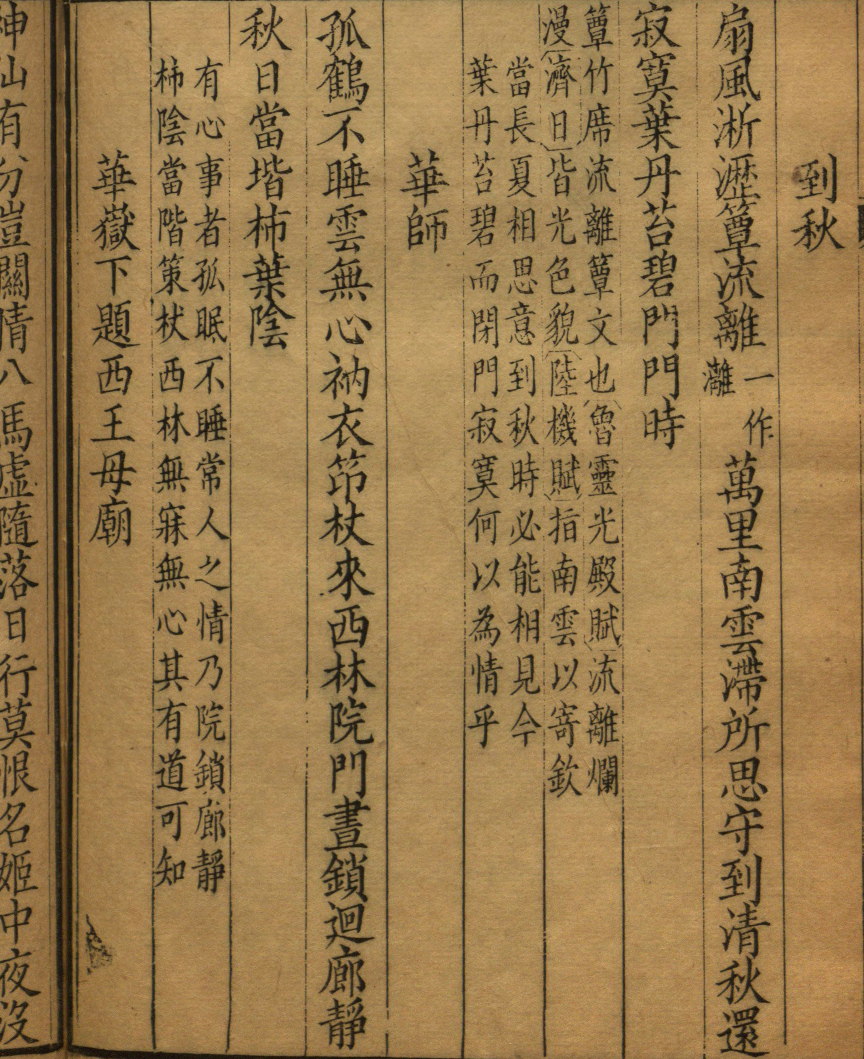 到秋
扇風淅瀝簟流離一作灕萬里南雲滯所思守到清秋還
寂寞葉丹苔碧門門時
簟竹席流離簟文也魯靈光殿賦流離爛
漫濟日皆光色貌陸機賦指南雲以寄欽
當長夏相思意到秋時必能相見今
葉丹苔碧而閉門寂寞何以為情乎
華師
孤鶴不睡雲無心衲衣筇杖來西林院門晝鎖迴廊靜
秋日當堦柿葉陰
有心事者孤眠不睡常人之情乃院鎖廊靜
柿陰當階策杖西林無寐無心其有道可知
華嶽下題西王母廟
神仙有分豈關情八馬虛隨落日行莫恨名姬中夜沒